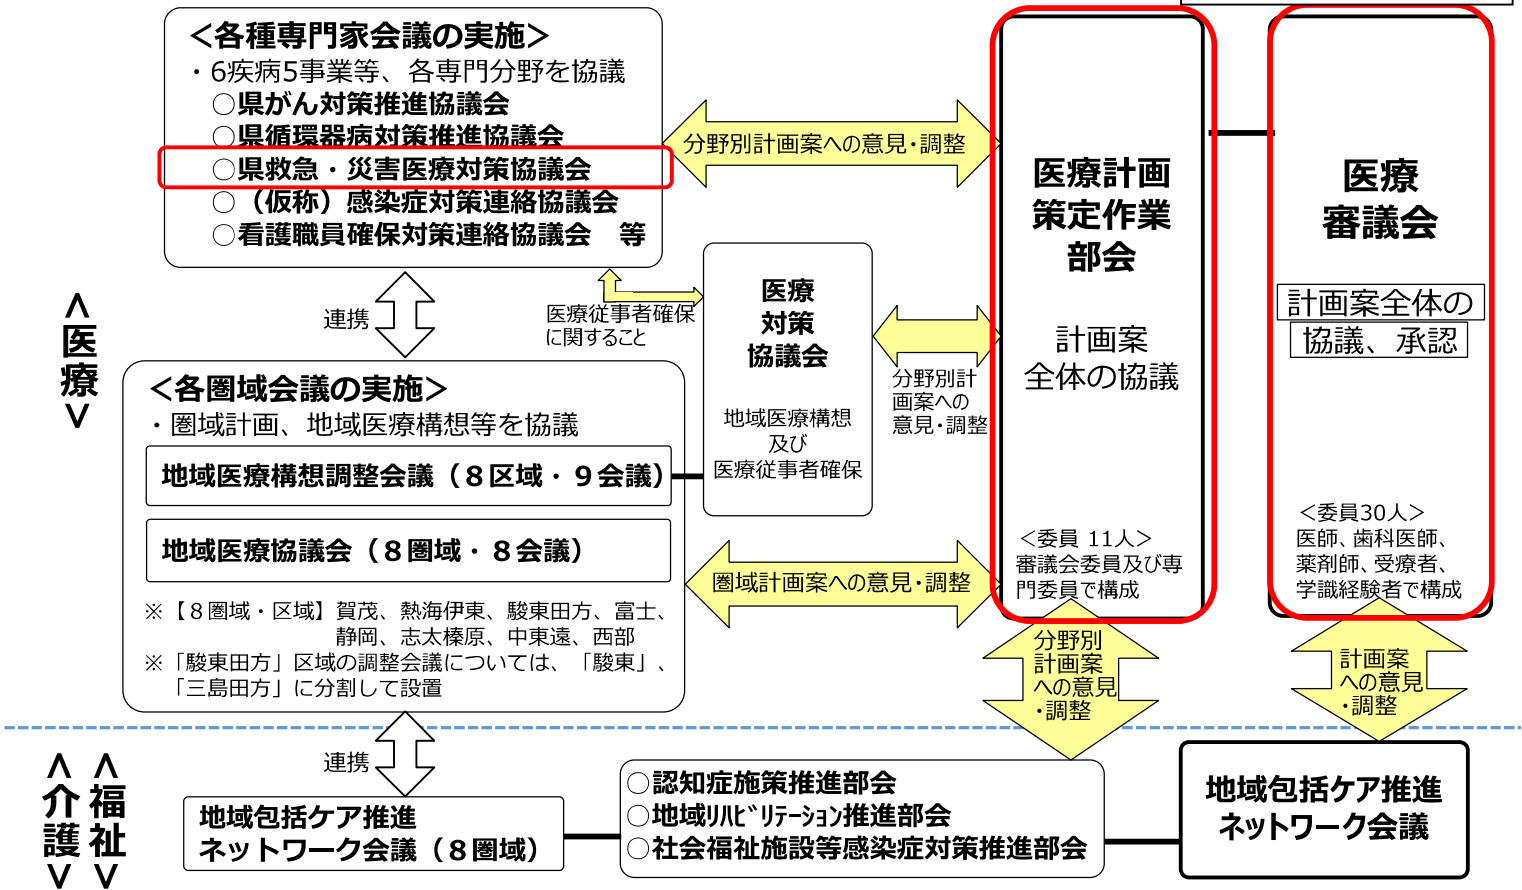 ＜各種専門家会議の実施＞
・６疾病５事業等、各専門分野を協議
○県がん対策推進協議会
○県循環器病対策推進協議会
○県救急・災害医療対策協議会
○（仮称）感染症対策連絡協議会
○看護職員確保対策連絡協議会　等
分野別計画案への意見・調整
医療計画
策定作業
部会
計画案
全体の協議
＜委員 11人＞
審議会委員及び専
門委員で構成
医療
審議会
計画案全体の
協議、承認
＜委員30人＞
医師、歯科医師、
薬剤師、受療者、
学識経験者で構成
＜医療＞
連携
医療従事者確保
に関すること
医療
対策
協議会
地域医療構想
及び
医療従事者確保
分野別計
画案への
意見・調整
＜各圏域会議の実施＞
・圏域計画、地域医療構想等を協議
地域医療構想調整会議（８区域・９会議）
地域医療協議会（８圏域・８会議）
※【８圏域・区域】賀茂、熱海伊東、駿東田方、富士、
静岡、志太榛原、中東遠、西部
※「駿東田方」区域の調整会議については、「駿東」、
「三島田方」に分割して設置
圏域計画案への意見・調整
分野別
計画案
への意見
・調整
計画案
への意見
・調整
＜福祉＞
＜介護＞
連携
地域包括ケア推進
ネットワーク会議（８圏域）
○認知症施策推進部会
○地域ﾘﾊﾋﾞﾘﾃｰｼｮﾝ推進部会
○社会福祉施設等感染症対策推進部会
地域包括ケア推進
ネットワーク会議